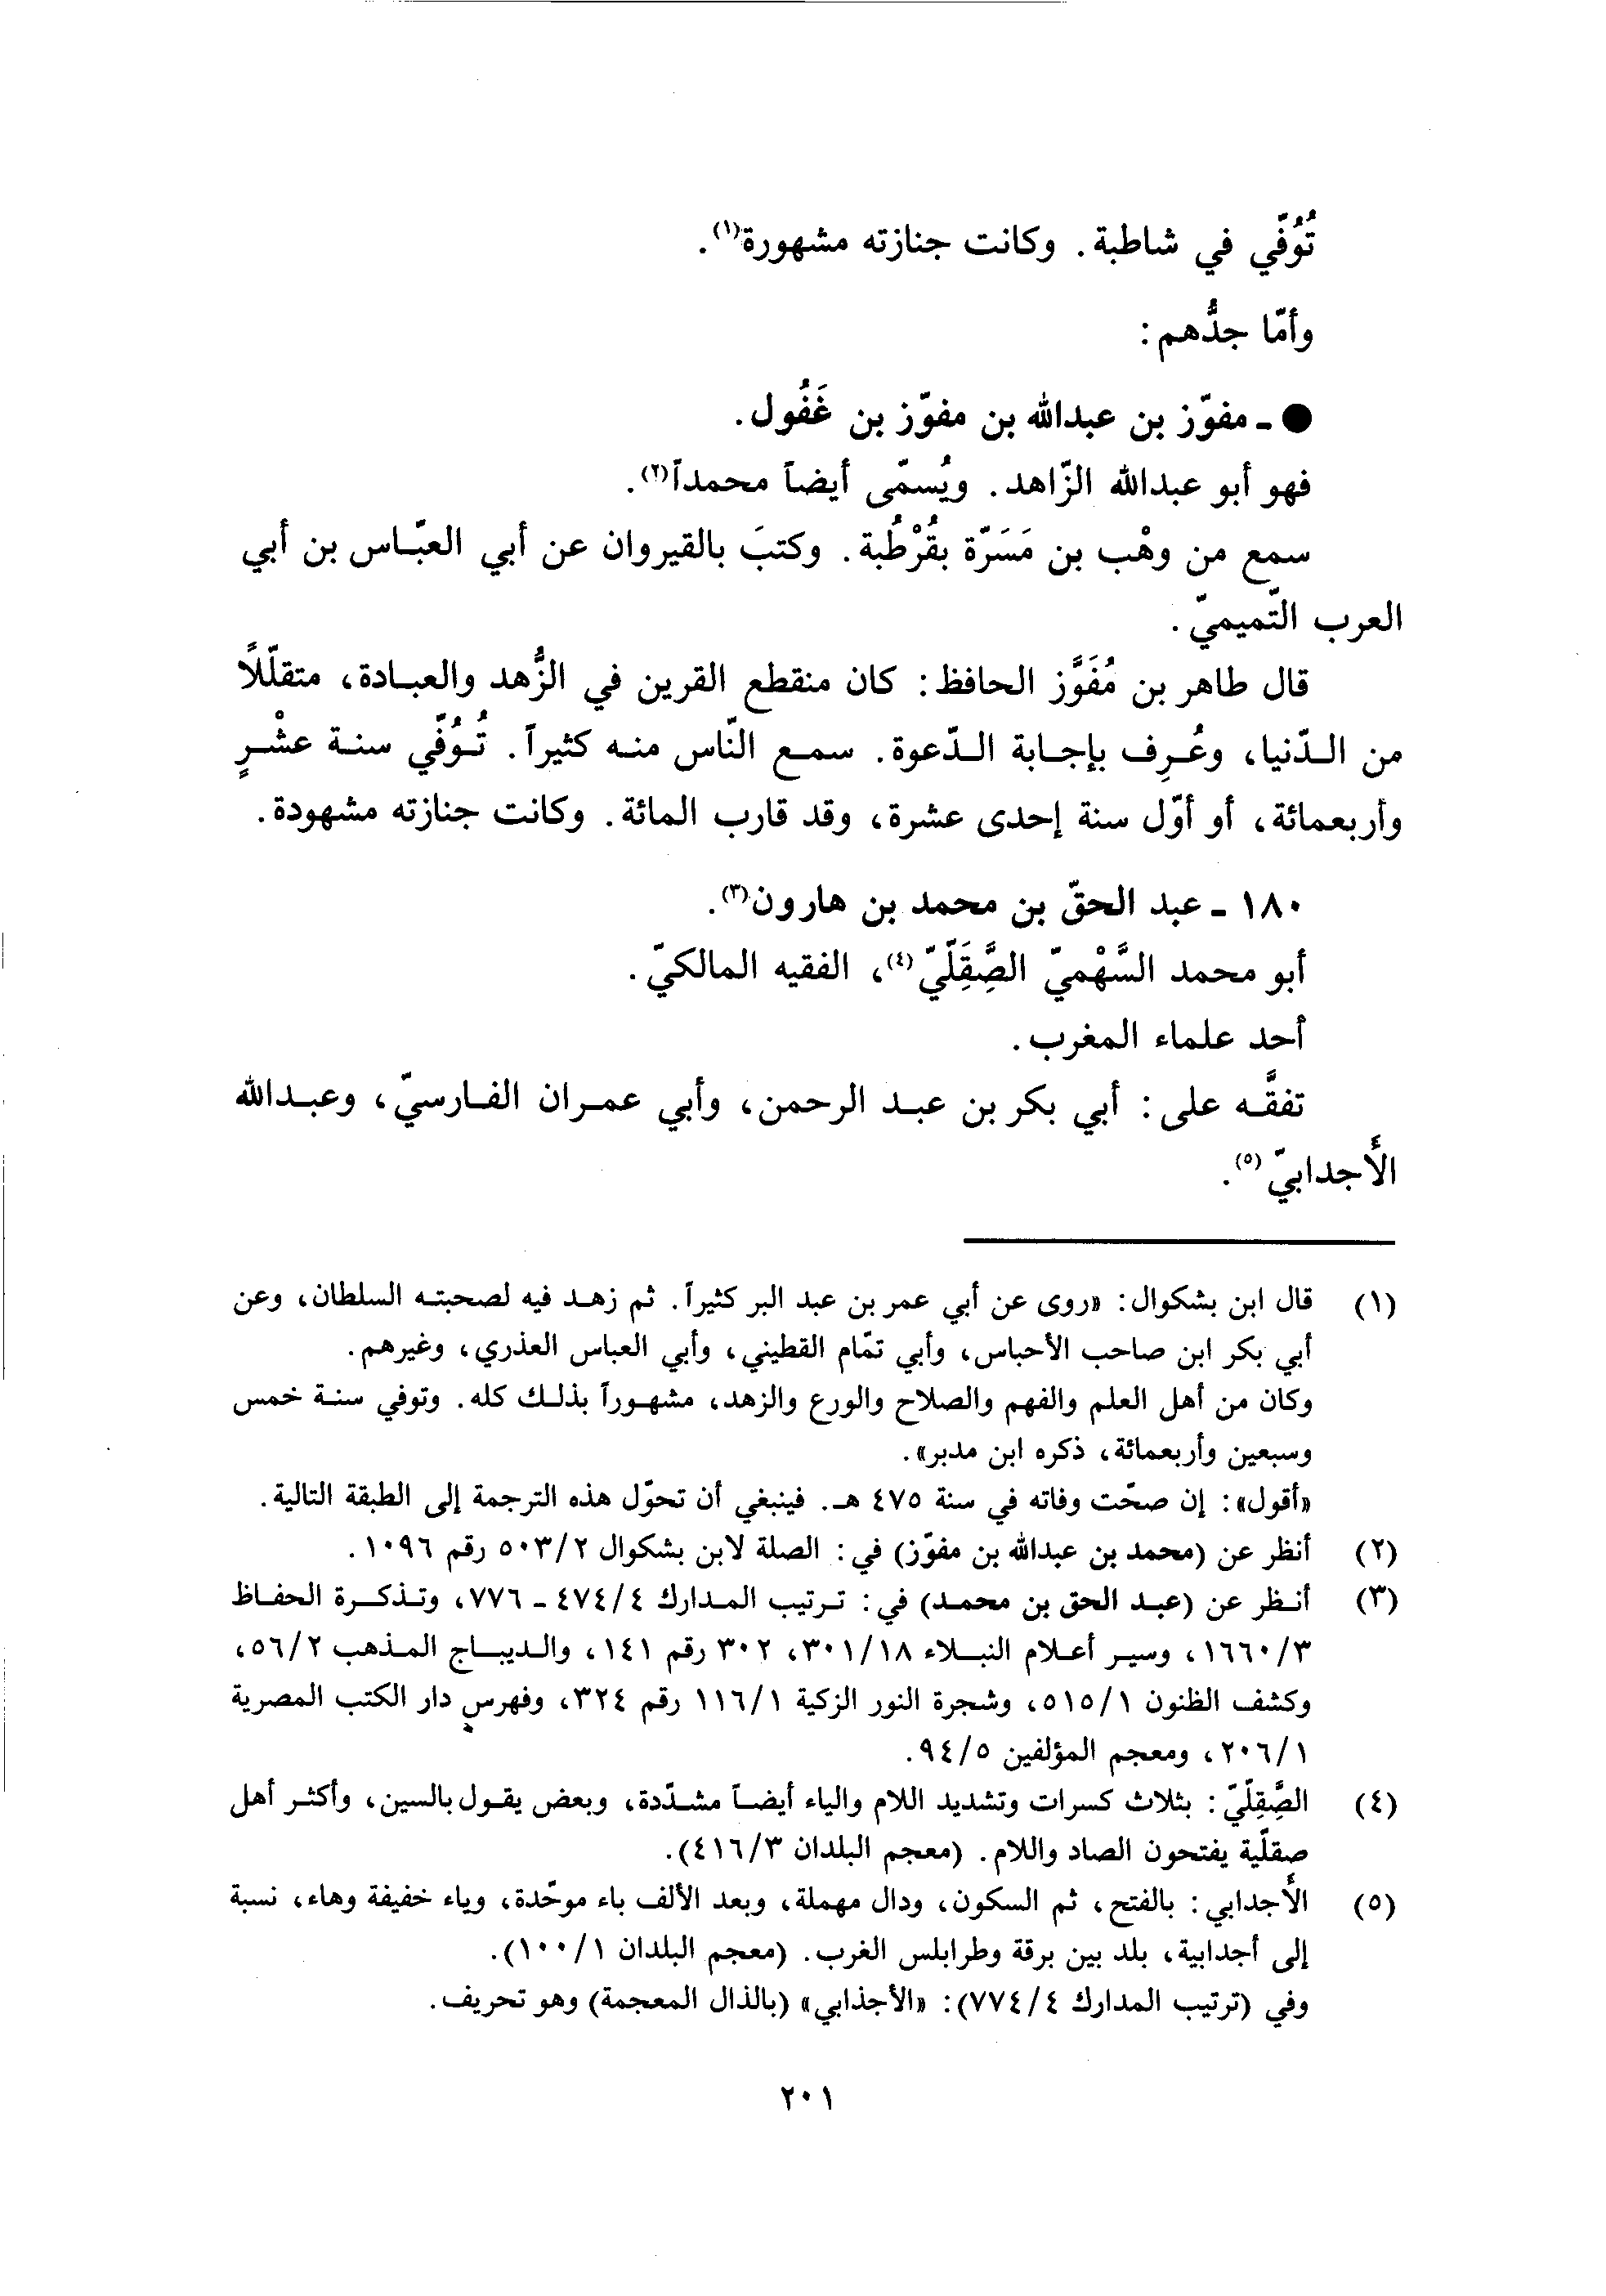 تُوُفّي في شاطبة. وكانت جنازته مشهورة(١).
وأمّا جدُّهم:
● ـ مفوّز بن عبدالله بن مفوّز بن غَفُول.
فهو أبو عبدالله الزّاهد. ويُسمّى أيضاً محمداً(٢).
سمع من وهْب بن مَسَرّة بقُرْطُبة. وكتبَ بالقيروان عن أبي العبّاس بن أبي
العرب التّميميّ.
قال طاهر بن مُفَوَّز الحافظ: كان منقطع القرين في الزُّهد والعبادة، متقلّلاً
من الدّنيا، وعُرِف بإجابة الدّعوة. سمع النّاس منه كثيراً. تُوُفّي سنة عشْرٍ
وأربعمائة، أو أوّل سنة إحدى عشرة، وقد قارب المائة. وكانت جنازته مشهودة.
١٨٠ ـ عبد الحقّ بن محمد بن هارون(٣).
أبو محمد السَّهْميّ الصَِّقَِلّيّ(٤)، الفقيه المالكيّ.
أحد علماء المغرب.
تفقَّه على: أبي بكر بن عبد الرحمن، وأبي عمران الفارسيّ، وعبدالله
الأَجدابيّ(٥).
(١) قال ابن بشكوال: «روى عن أبي عمر بن عبد البر كثيراً. ثم زهد فيه لصحبته السلطان، وعن
أبي بكر ابن صاحب الأحباس، وأبي تمّام القطيني، وأبي العباس العذري، وغيرهم.
وكان من أهل العلم والفهم والصلاح والورع والزهد، مشهوراً بذلك كله. وتوفي سنة خمس
وسبعين وأربعمائة، ذكره ابن مدبر».
«أقول»: إن صحّت وفاته في سنة ٤٧٥ هـ. فينبغي أن تحوّل هذه الترجمة إلى الطبقة التالية.
(٢) أنظر عن (محمد بن عبدالله بن مفوّز) في: الصلة لابن بشكوال ٥٠٣/٢ رقم ١٠٩٦.
(٣) أنظر عن (عبد الحق بن محمد) في: ترتيب المدارك ٤٧٤/٤ ـ ٧٧٦، وتذكرة الحفاظ
١٦٦٠/٣، وسير أعلام النبلاء ٣٠١/١٨، ٣٠٢ رقم ١٤١، والديباج المذهب ٥٦/٢،
وكشف الظنون ٥١٥/١، وشجرة النور الزكية ١١٦/١ رقم ٣٢٤، وفهرس دار الكتب المصرية
٢٠٦/١، ومعجم المؤلفين ٩٤/٥.
(٤) الصَِّقِلّيّ: بثلاث كسرات وتشديد اللام والياء أيضاً مشدّدة، وبعض يقول بالسين، وأكثر أهل
صقلّية يفتحون الصاد واللام. (معجم البلدان ٤١٦/٣).
(٥) الأَجدابي: بالفتح، ثم السكون، ودال مهملة، وبعد الألف باء موحّدة، وياء خفيفة وهاء، نسبة
إلى أجدابية، بلد بين برقة وطرابلس الغرب. (معجم البلدان ١٠٠/١).
وفي (ترتيب المدارك ٧٧٤/٤): «الأجذابي» (بالذال المعجمة) وهو تحريف.
٢٠١